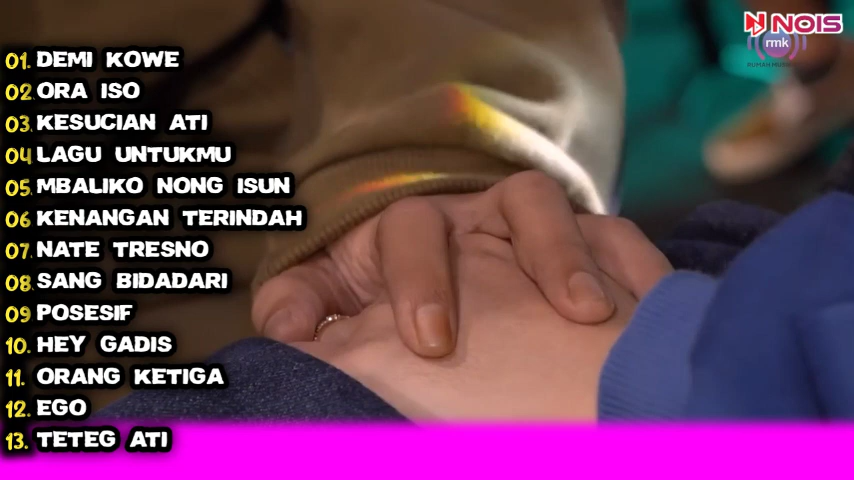 NOIS
rmk
01. DEMI KOWE
02. ORA ISO
03. KESUCIAN ATI
04 LAGU UNTUKMU
05. MBALIKO NONG ISUN
06 KENANGAN TERINDAH
07. NATE TRESNO
08. SANG BIDADARI
09 POSESIF
10. HEY GADIS
11. ORANG KETIGA
12. EGO
13. TETEG ATI